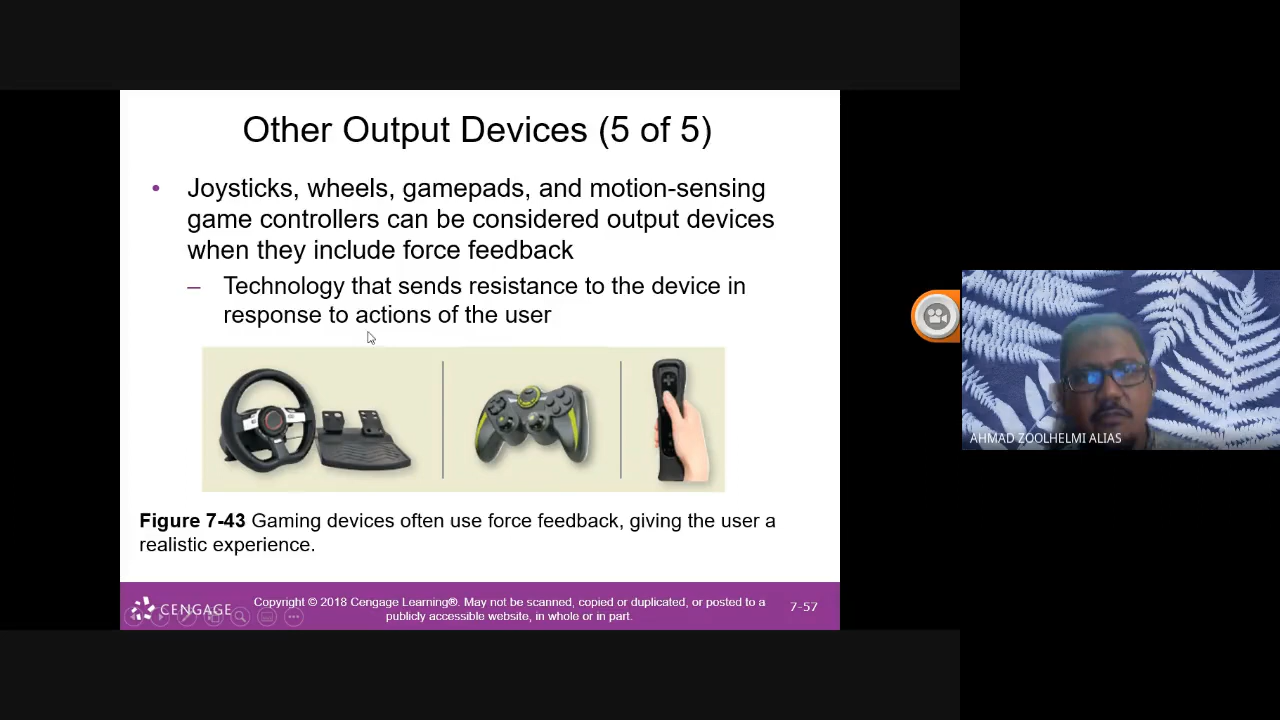 Other Output Devices (5 of 5)
• Joysticks, wheels, gamepads, and motion-sensing
game controllers can be considered output devices
when they include force feedback
– Technology that sends resistance to the device in
response to actions of the user
Figure 7-43 Gaming devices often use force feedback, giving the user a
realistic experience.
CENGAGE
Copyright © 2018 Cengage Learning®. May not be scanned, copied or duplicated, or posted to a
publicly accessible website, in whole or in part.
7-57
AHMAD ZOOLHELMI ALIAS